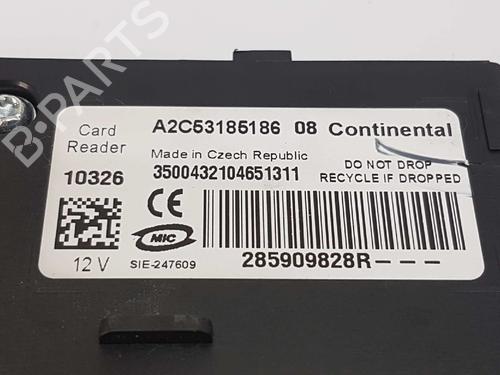 B-PARTS
Card Reader
A2C53185186 08 Continental
Made in Czech Republic
DO NOT DROP
RECYCLE IF DROPPED
10326
3500432104651311
CE
MIC
12 V
SIE-247609
285909828R---